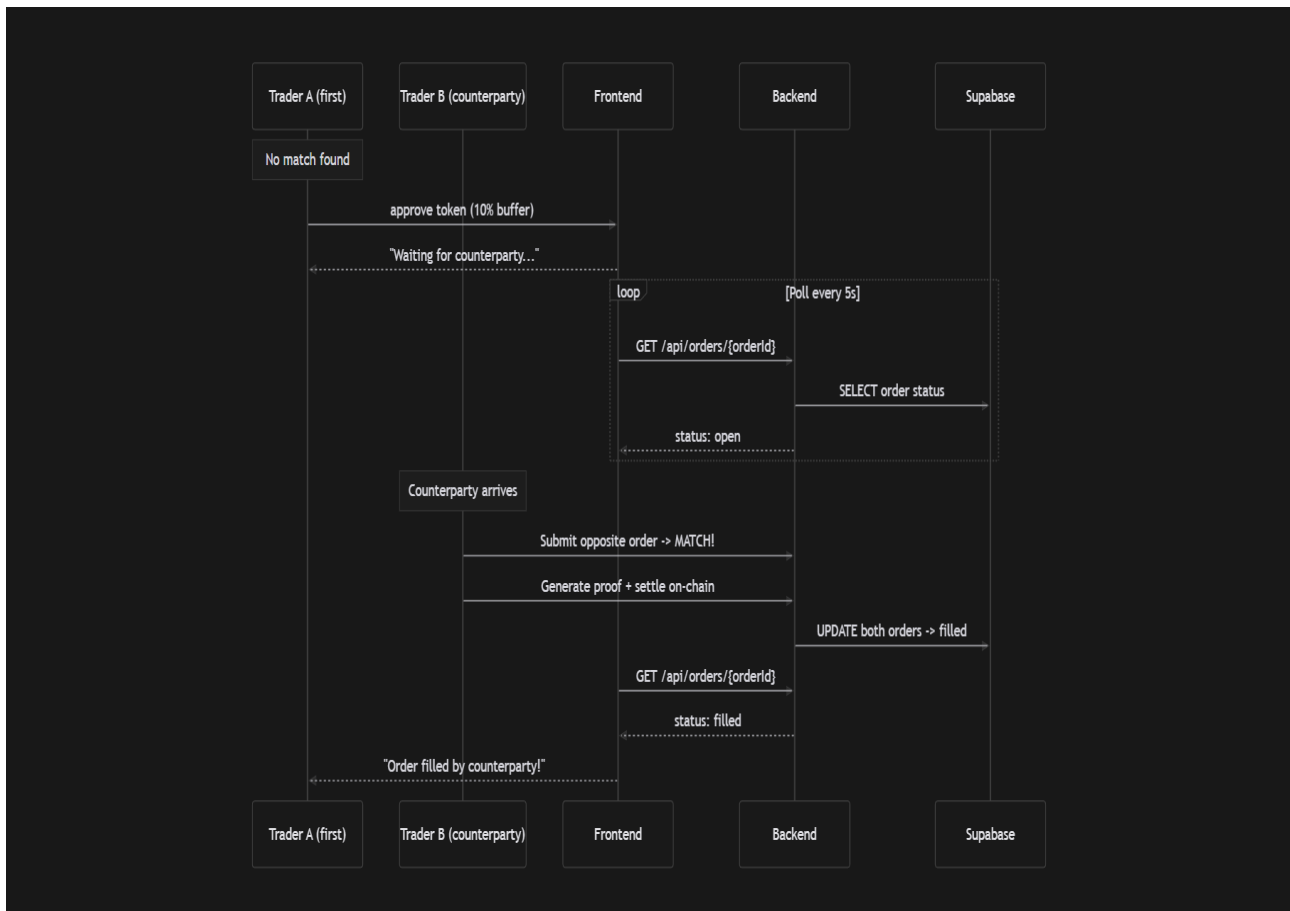 Trader A (first)
Trader B (counterparty)
Frontend
Backend
Supabase
No match found
approve token (10% buffer)
"Waiting for counterparty..."
loop
[Poll every 5s]
GET /api/orders/{orderId}
SELECT order status
status: open
Counterparty arrives
Submit opposite order -> MATCH!
Generate proof + settle on-chain
UPDATE both orders -> filled
GET /api/orders/{orderId}
status: filled
"Order filled by counterparty!"
Trader A (first)
Trader B (counterparty)
Frontend
Backend
Supabase